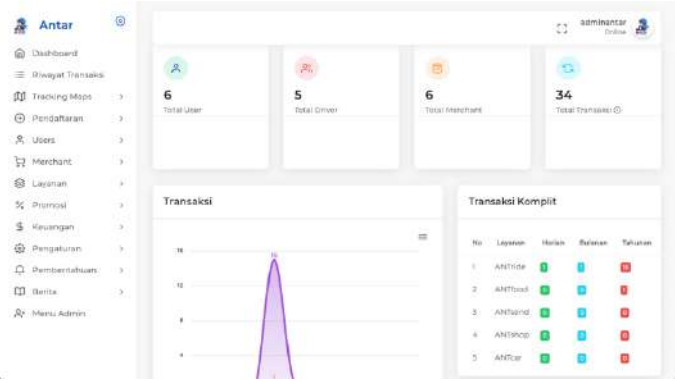 Antar
adminantar
Online
Dashboard
Riwayat Transaksi
Tracking Maps
Pendaftaran
Users
Merchant
Layanan
Promosi
Keuangan
Pengaturan
Pemberitahuan
Berita
Menu Admin
6
Total User
5
Total Driver
6
Total Merchant
34
Total Transaksi
Transaksi
16
12
8
4
Transaksi Komplit
No Layanan Harian Bulanan Tahunan
1 ANTride
2 ANTfood
3 ANTsend
4 ANTshop
5 ANTcar